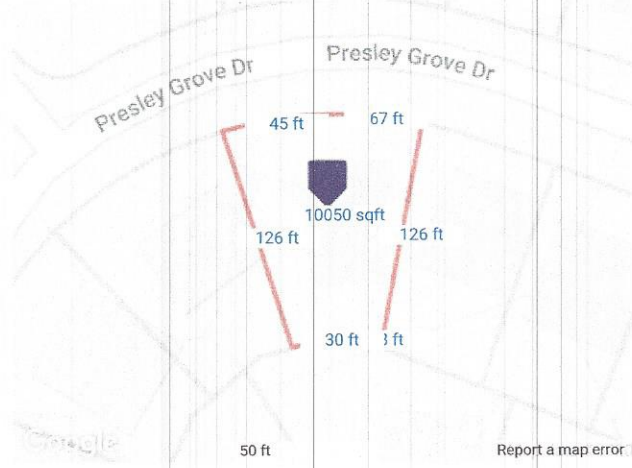 Presley Grove Dr
Presley Grove Dr
45 ft
67 ft
10050 sqft
126 ft
126 ft
30 ft
ft
Google
50 ft
Report a map error